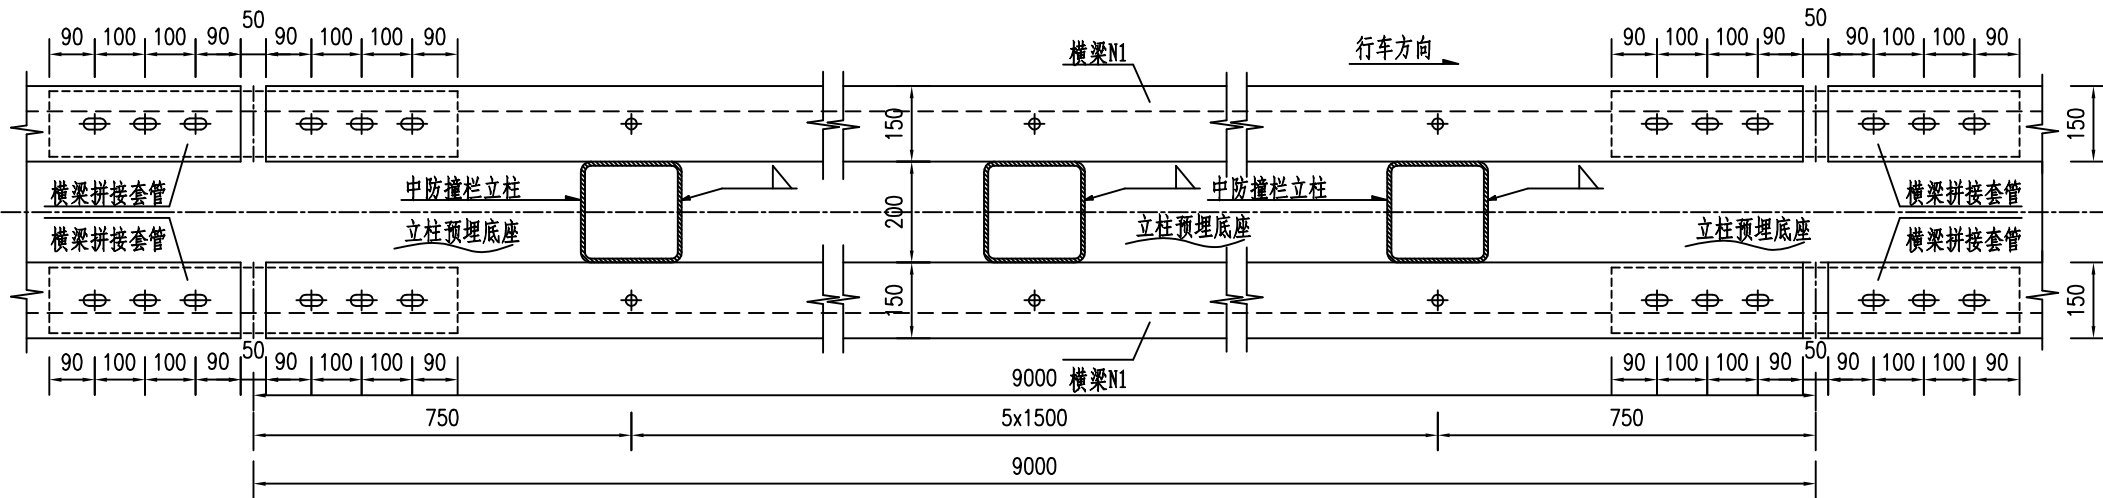 50 50
90 100 100 90 90 100 100 90 横梁N1 行车方向 90 100 100 90 90 100 100 90
150 150
横梁拼接套管 中防撞栏立柱 中防撞栏立柱 横梁拼接套管
200
横梁拼接套管 立柱预埋底座 立柱预埋底座 立柱预埋底座 横梁拼接套管
150 150
50 50
90 100 100 90 90 100 100 90 90 100 100 90 90 100 100 90
9000 横梁N1
750 5x1500 750
9000